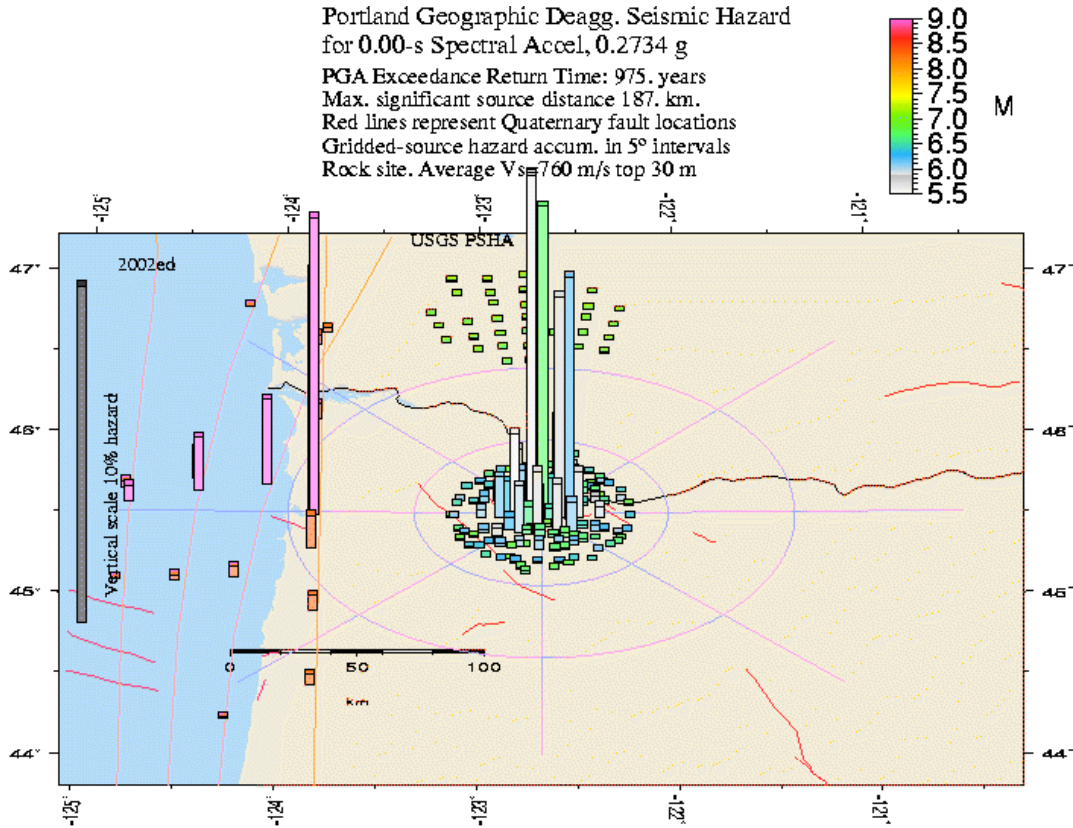 Portland Geographic Deagg. Seismic Hazard
for 0.00-s Spectral Accel, 0.2734 g
PGA Exceedance Return Time: 975. years
Max. significant source distance 187. km.
Red lines represent Quaternary fault locations
Gridded-source hazard accum. in 5° intervals
Rock site. Average Vs=760 m/s top 30 m
9.0
8.5
8.0
7.5
7.0
6.5
6.0
5.5
M
-125° -124° -123° -122° -121°
USGS PSHA
2002ed
47° 47°
46° 46°
45° 45°
44° 44°
Vertical scale 10% hazard
0 50 100
km
-125° -124° -123° -122° -121°